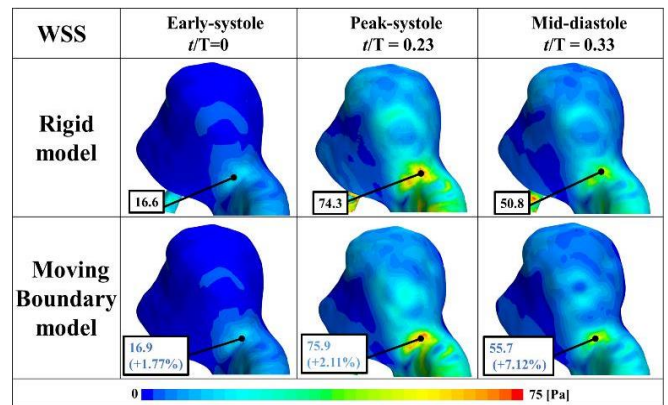 WSS
Early-systole
t/T=0
Peak-systole
t/T = 0.23
Mid-diastole
t/T = 0.33
Rigid
model
16.6
74.3
50.8
Moving
Boundary
model
16.9
(+1.77%)
75.9
(+2.11%)
55.7
(+7.12%)
0
75 [Pa]